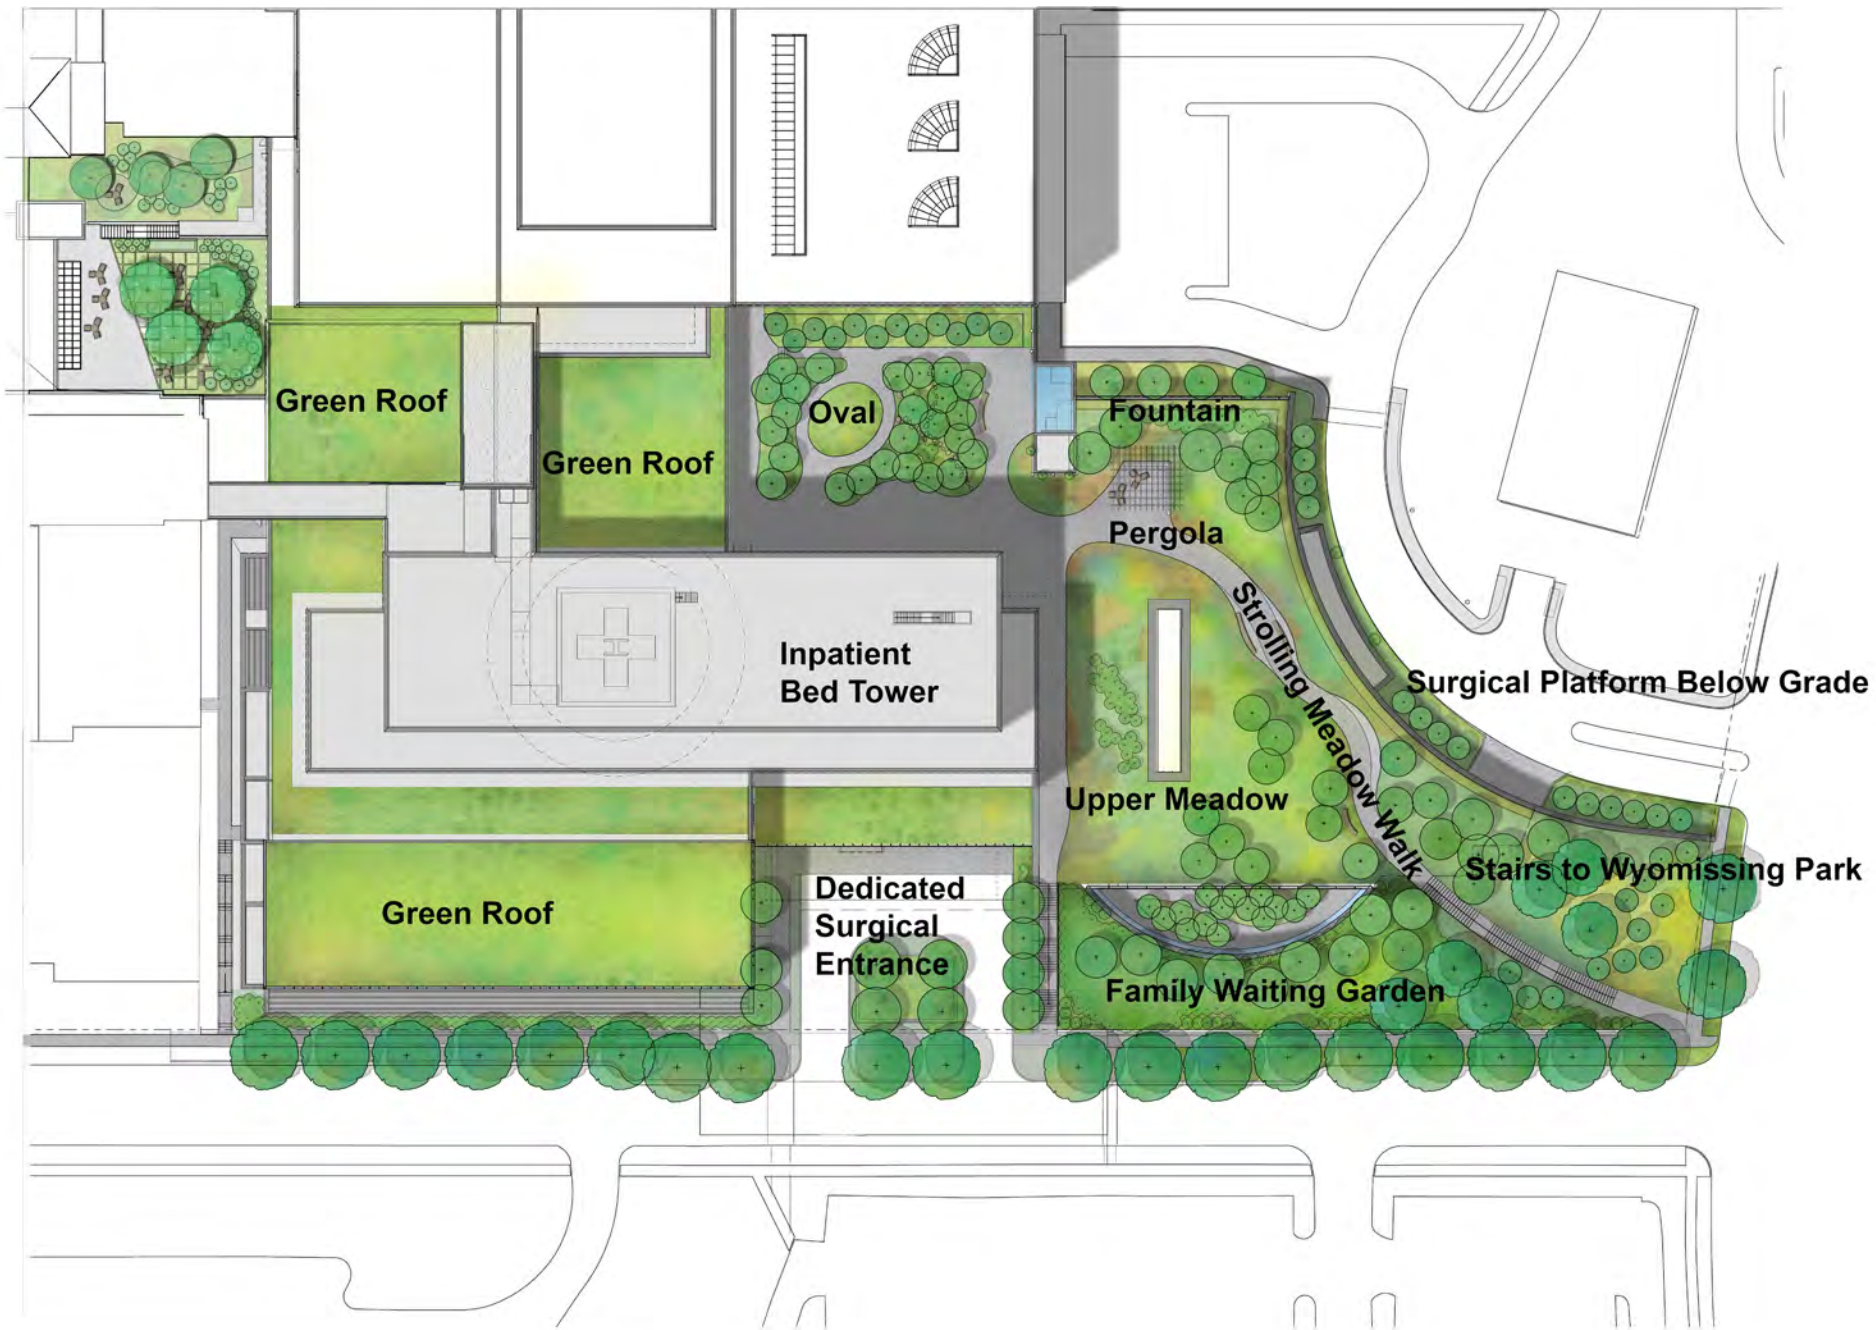 Green Roof
Oval
Fountain
Green Roof
Pergola
Strolling Meadow Walk
Inpatient
Bed Tower
Surgical Platform Below Grade
Upper Meadow
Stairs to Wyomissing Park
Green Roof
Dedicated
Surgical
Entrance
Family Waiting Garden